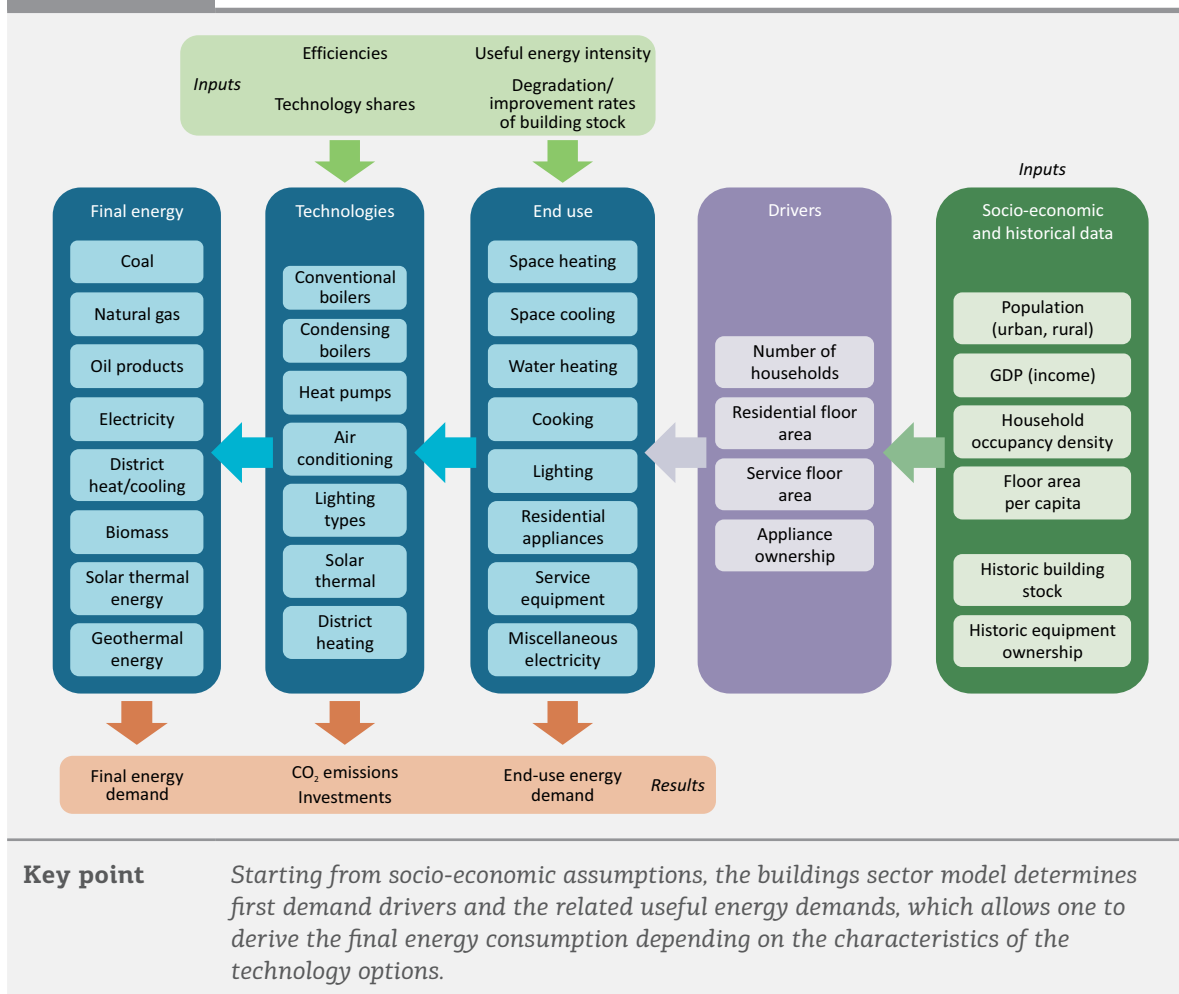 Efficiencies
Useful energy intensity
Inputs
Technology shares
Degradation/
improvement rates
of building stock
Inputs
Final energy
Coal
Natural gas
Oil products
Electricity
District
heat/cooling
Biomass
Solar thermal
energy
Geothermal
energy
Technologies
Conventional
boilers
Condensing
boilers
Heat pumps
Air
conditioning
Lighting
types
Solar
thermal
District
heating
End use
Space heating
Space cooling
Water heating
Cooking
Lighting
Residential
appliances
Service
equipment
Miscellaneous
electricity
Drivers
Number of
households
Residential floor
area
Service floor
area
Appliance
ownership
Socio-economic
and historical data
Population
(urban, rural)
GDP (income)
Household
occupancy density
Floor area
per capita
Historic building
stock
Historic equipment
ownership
Final energy
demand
CO₂ emissions
Investments
End-use energy
demand
Results
Key point
Starting from socio-economic assumptions, the buildings sector model determines
first demand drivers and the related useful energy demands, which allows one to
derive the final energy consumption depending on the characteristics of the
technology options.